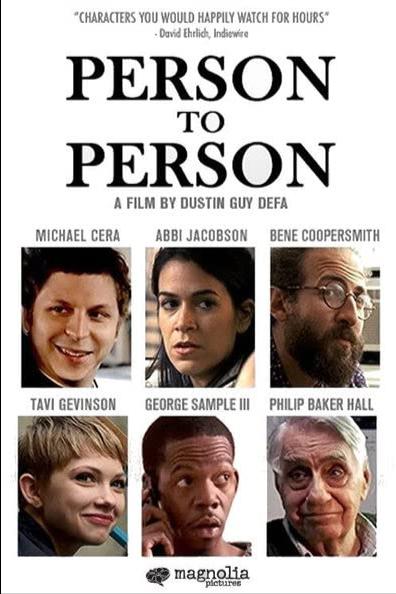 "CHARACTERS YOU WOULD HAPPILY WATCH FOR HOURS"
- David Ehrlich, Indiewire
PERSON
TO
PERSON
A FILM BY DUSTIN GUY DEFA
MICHAEL CERA ABBI JACOBSON BENE COOPERSMITH
TAVI GEVINSON GEORGE SAMPLE III PHILIP BAKER HALL
magnolia
pictures